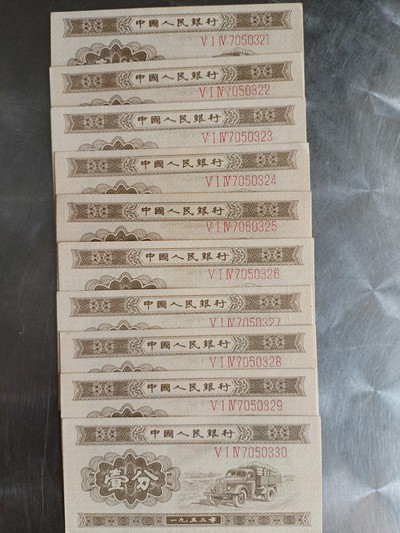 中國人民銀行
V I IV 7050321
中國人民銀行
V I IV 7050322
中國人民銀行
V I IV 7050323
中國人民銀行
V I IV 7050324
中國人民銀行
V I IV 7050325
中國人民銀行
V I IV 7050326
中國人民銀行
V I IV 7050327
中國人民銀行
V I IV 7050328
中國人民銀行
V I IV 7050329
中國人民銀行
V I IV 7050330
壹分
一九五三年